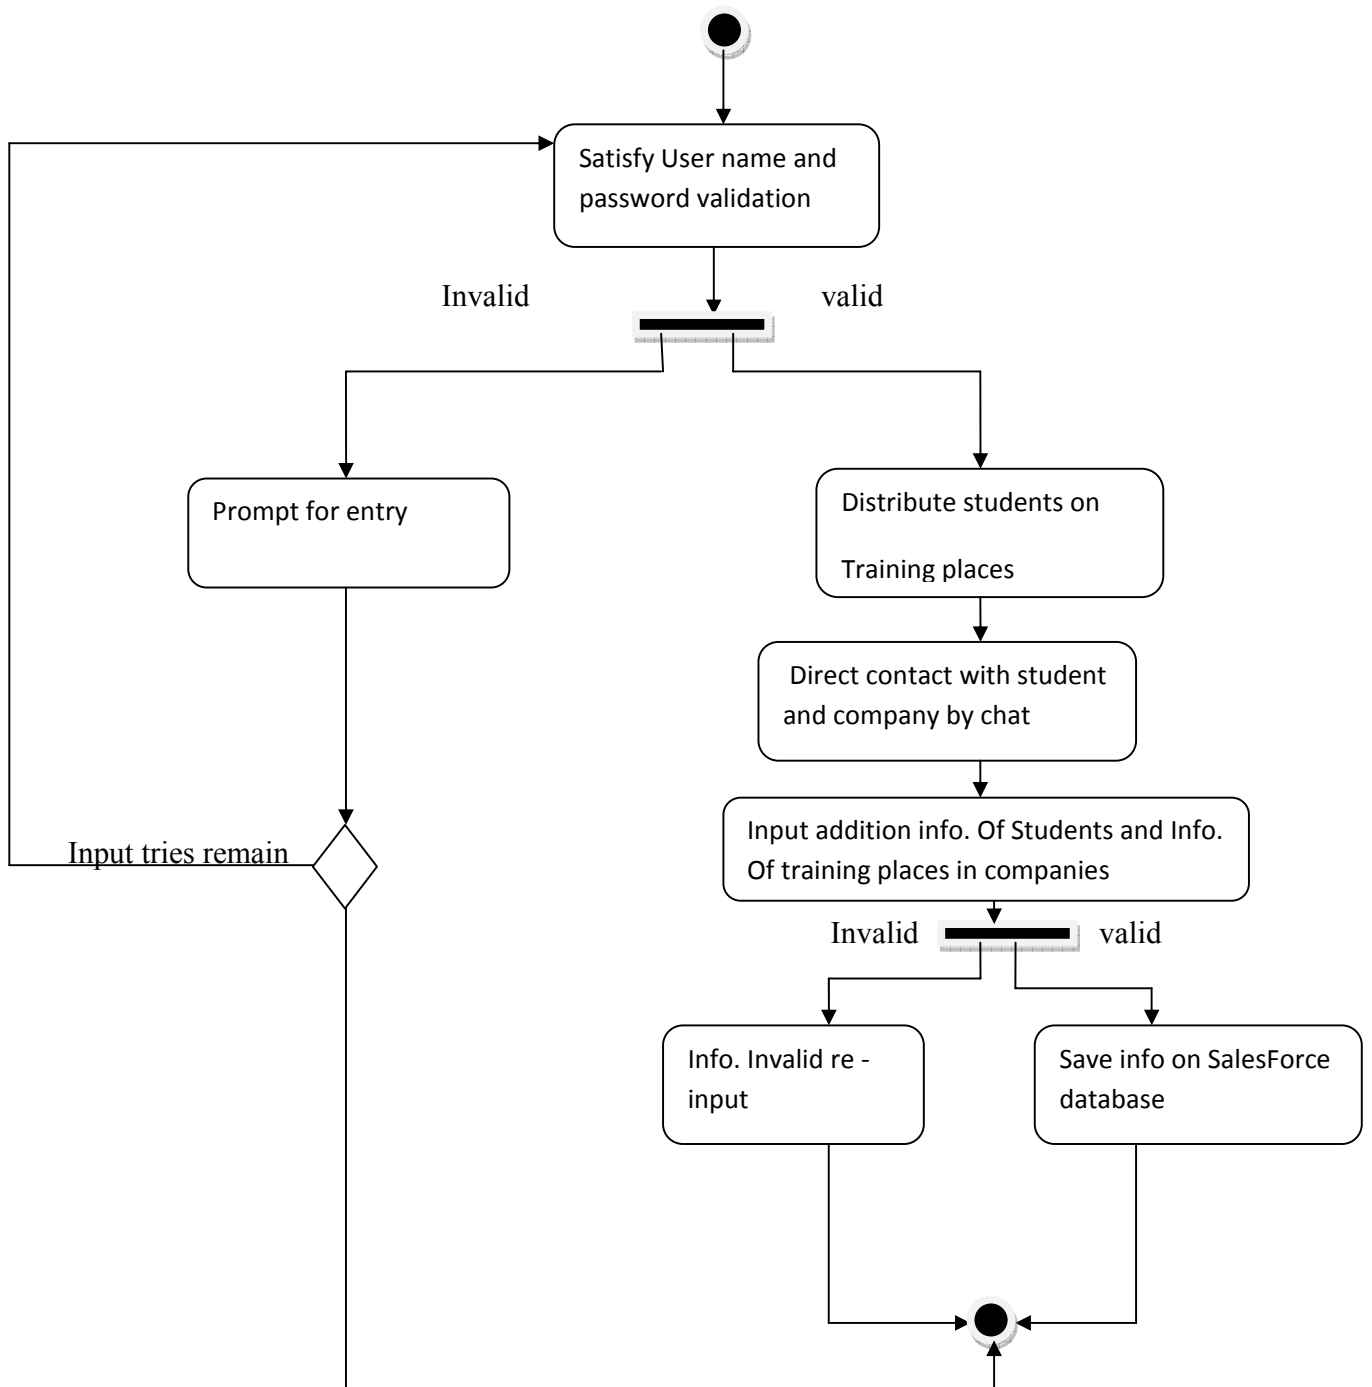 Satisfy User name and
password validation
Invalid
valid
Prompt for entry
Distribute students on
Training places
Direct contact with student
and company by chat
Input addition info. Of Students and Info.
Of training places in companies
Input tries remain
Invalid
valid
Info. Invalid re -
input
Save info on SalesForce
database